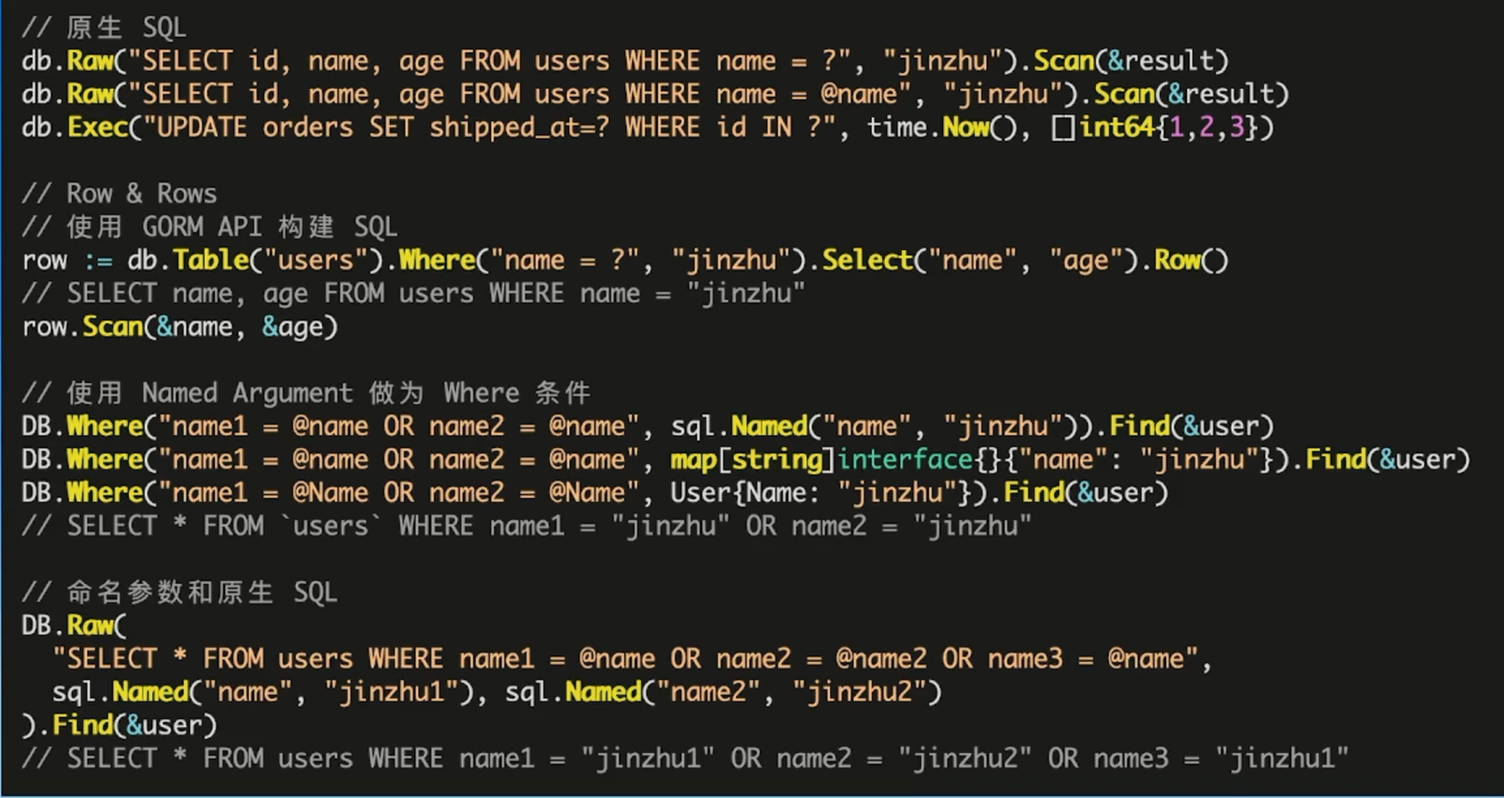 // 原生 SQL
db.Raw("SELECT id, name, age FROM users WHERE name = ?", "jinzhu").Scan(&result)
db.Raw("SELECT id, name, age FROM users WHERE name = @name", "jinzhu").Scan(&result)
db.Exec("UPDATE orders SET shipped_at=? WHERE id IN ?", time.Now(), []int64{1,2,3})

// Row & Rows
// 使用 GORM API 构建 SQL
row := db.Table("users").Where("name = ?", "jinzhu").Select("name", "age").Row()
// SELECT name, age FROM users WHERE name = "jinzhu"
row.Scan(&name, &age)

// 使用 Named Argument 做为 Where 条件
DB.Where("name1 = @name OR name2 = @name", sql.Named("name", "jinzhu")).Find(&user)
DB.Where("name1 = @name OR name2 = @name", map[string]interface{}{"name": "jinzhu"}).Find(&user)
DB.Where("name1 = @Name OR name2 = @Name", User{Name: "jinzhu"}).Find(&user)
// SELECT * FROM `users` WHERE name1 = "jinzhu" OR name2 = "jinzhu"

// 命名参数和原生 SQL
DB.Raw(
  "SELECT * FROM users WHERE name1 = @name OR name2 = @name2 OR name3 = @name",
  sql.Named("name", "jinzhu1"), sql.Named("name2", "jinzhu2")
).Find(&user)
// SELECT * FROM users WHERE name1 = "jinzhu1" OR name2 = "jinzhu2" OR name3 = "jinzhu1"